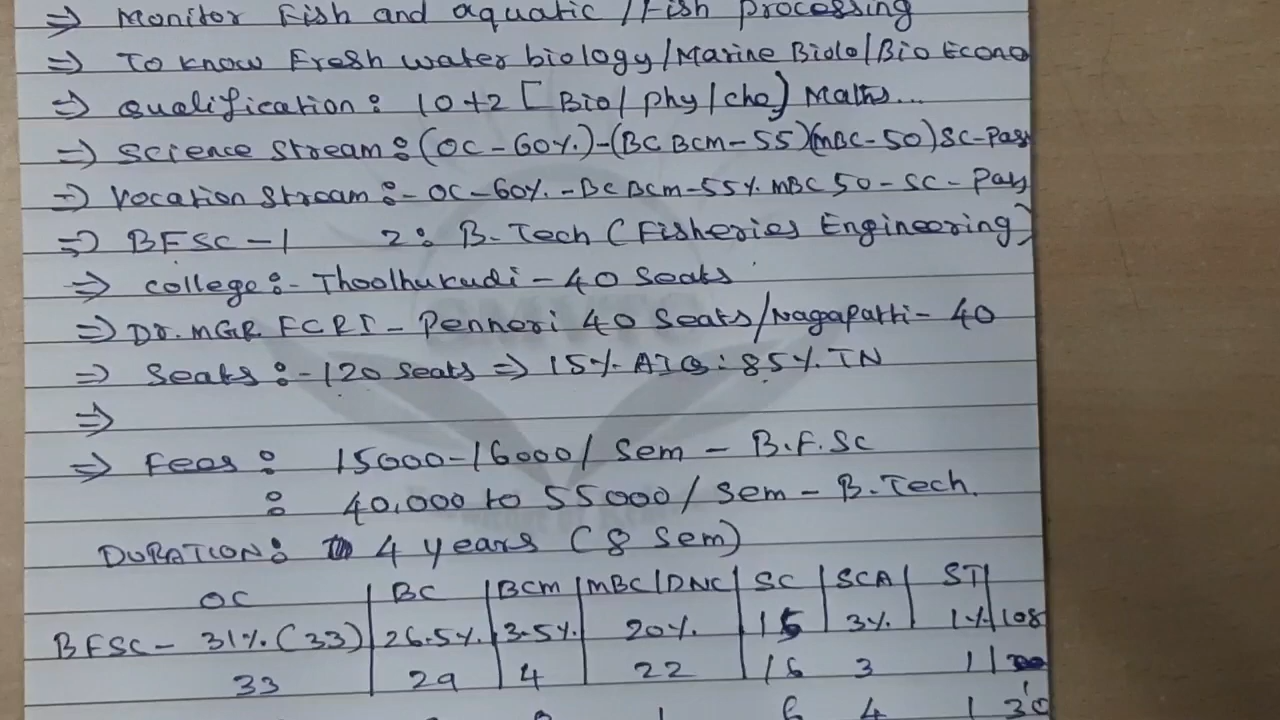 ⇒ Monitor Fish and aquatic / Fish processing
⇒ To know Fresh water biology/Marine Biolo/Bio Econo
⇒ Qualification : 10+2 [Bio/phy/che] Maths...
⇒ Science Stream : (OC-60%)-(BC BCM-55)(MBC-50) SC-Pass
⇒ Vocation Stream :- OC-60%-BC BCM-55% MBC 50-SC-Pass
⇒ BFSC-1 2: B.Tech (Fisheries Engineering)
⇒ college :- Thoothukudi - 40 Seats
⇒ Dr. MGR FCRI - Ponneri 40 Seats/Nagapatti- 40
⇒ Seats :- 120 seats ⇒ 15% AIQ : 85% TN
⇒
⇒ Fees : 15000-16000/ Sem - B.F.Sc
: 40,000 to 55000/ Sem - B.Tech.
DURATION : 4 years (8 Sem)
OC BC BCM MBC/DNC SC SCA ST
BFSC - 31% (33) 26.5% 3.5% 20% 15 3% 1% 108
33 29 4 22 16 3 1
6 4 1 30